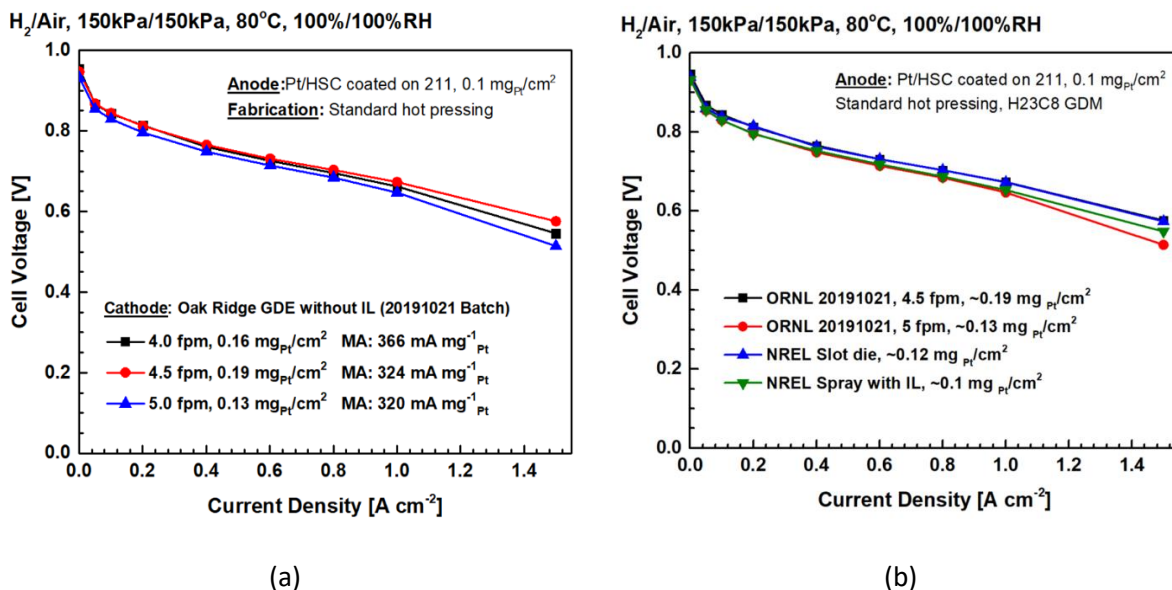 H₂/Air, 150kPa/150kPa, 80°C, 100%/100%RH
1.0
0.8
0.6
0.4
0.2
0.0
Cell Voltage [V]
Anode:Pt/HSC coated on 211, 0.1 mgPt/cm²
Fabrication: Standard hot pressing
Cathode: Oak Ridge GDE without IL (20191021 Batch)
4.0 fpm, 0.16 mgPt/cm² MA: 366 mA mg⁻¹Pt
4.5 fpm, 0.19 mgPt/cm² MA: 324 mA mg⁻¹Pt
5.0 fpm, 0.13 mgPt/cm² MA: 320 mA mg⁻¹Pt
0.0 0.2 0.4 0.6 0.8 1.0 1.2 1.4
Current Density [A cm⁻²]
(a)
H₂/Air, 150kPa/150kPa, 80°C, 100%/100%RH
1.0
0.8
0.6
0.4
0.2
0.0
Cell Voltage [V]
Anode: Pt/HSC coated on 211, 0.1 mgPt/cm²
Standard hot pressing, H23C8 GDM
ORNL 20191021, 4.5 fpm, ~0.19 mg Pt/cm²
ORNL 20191021, 5 fpm, ~0.13 mg Pt/cm²
NREL Slot die, ~0.12 mg Pt/cm²
NREL Spray with IL, ~0.1 mg Pt/cm²
0.0 0.2 0.4 0.6 0.8 1.0 1.2 1.4
Current Density [A cm⁻²]
(b)